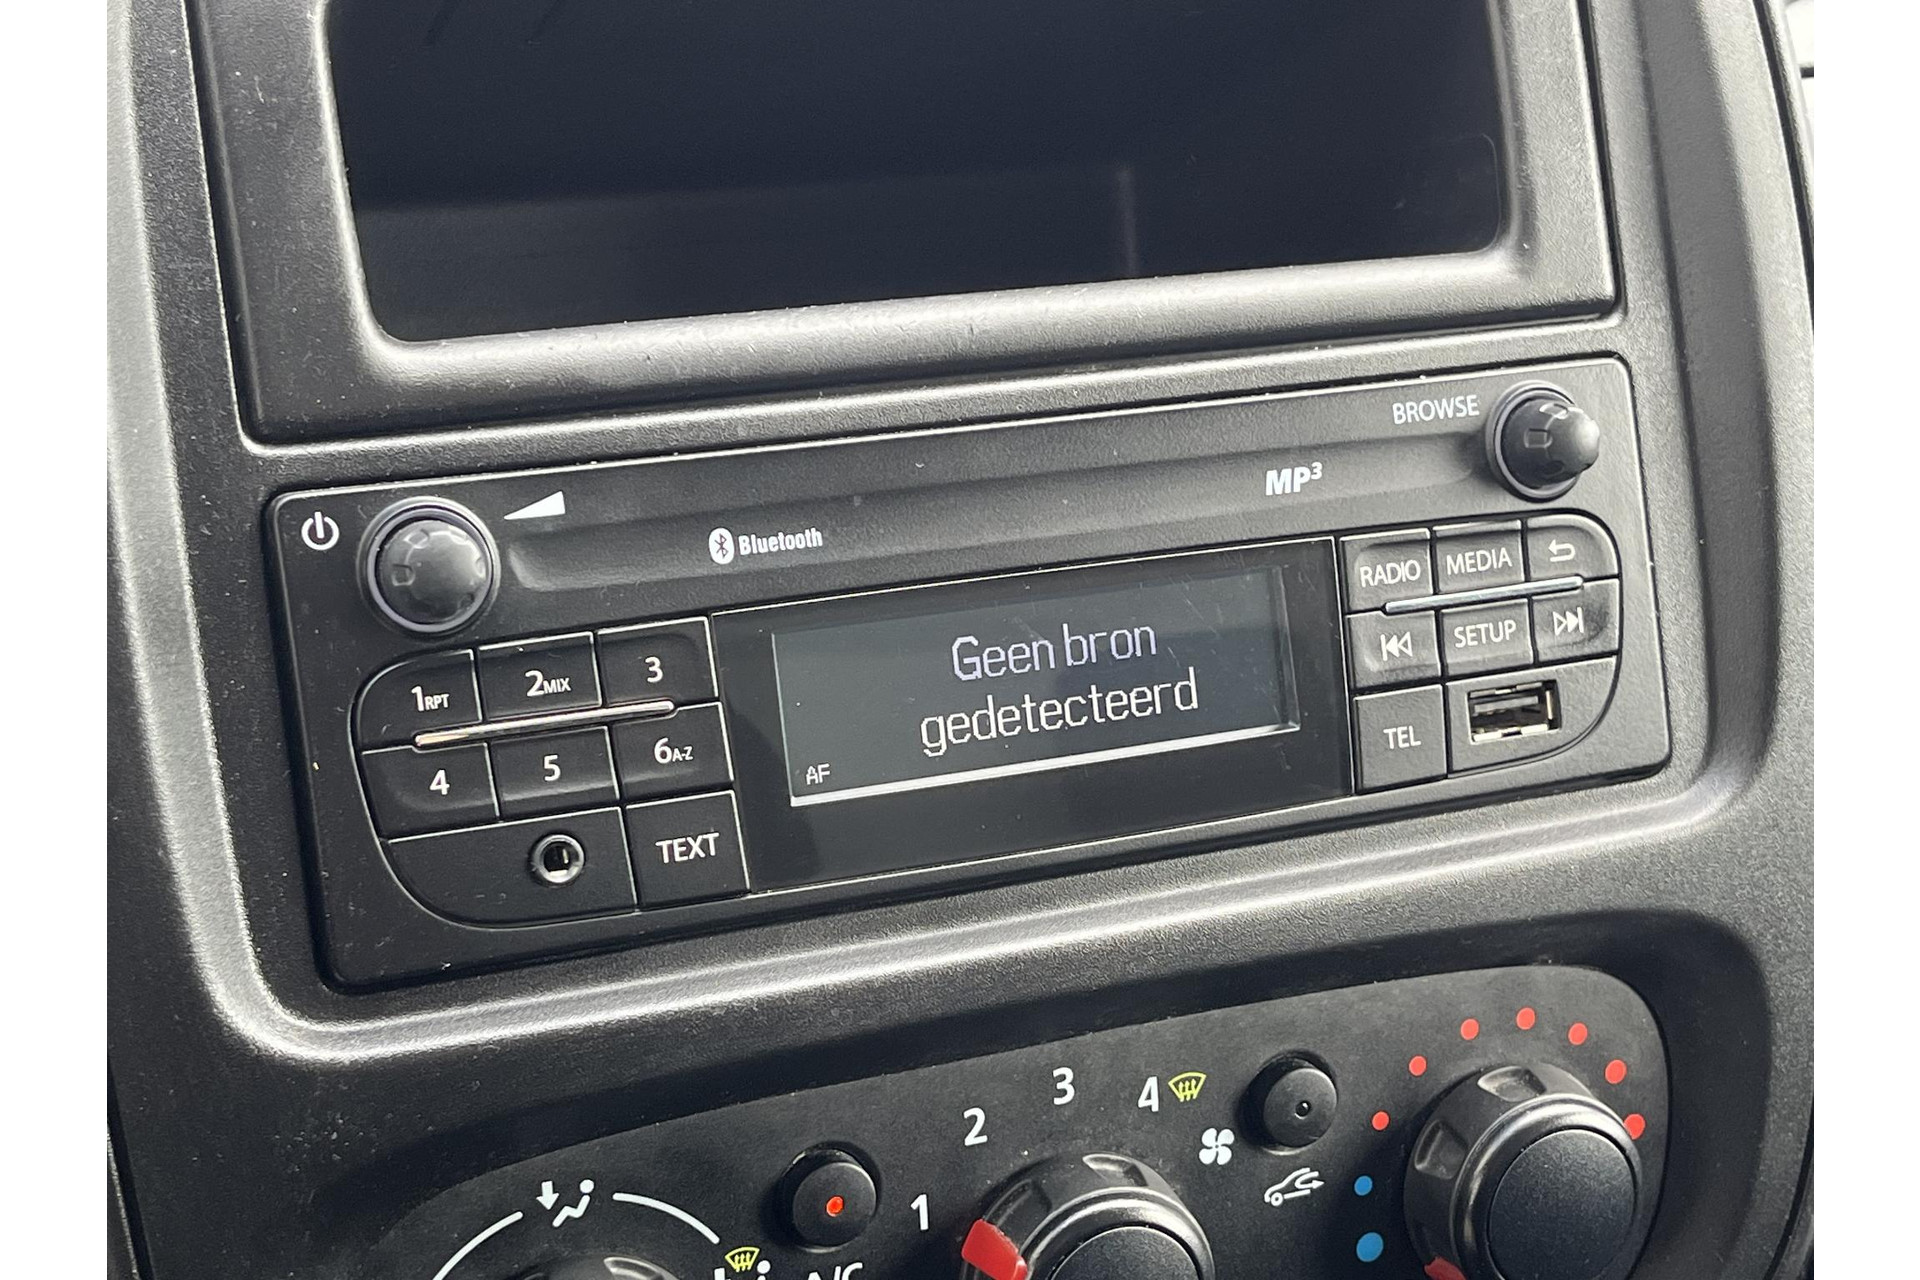 BROWSE
MP3
Bluetooth
RADIO MEDIA
1RPT 2MIX 3
Geen bron
gedetecteerd
SETUP
4 5 6A-Z
AF
TEL
TEXT
1 2 3 4
A/C